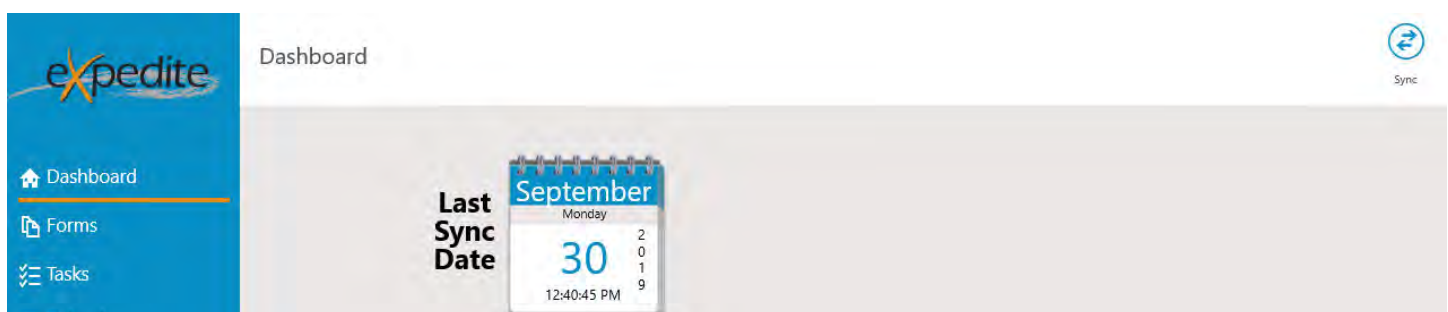 expedite
Dashboard
Sync
Dashboard
Forms
Tasks
Last
Sync
Date
September
Monday
30
2
0
1
9
12:40:45 PM